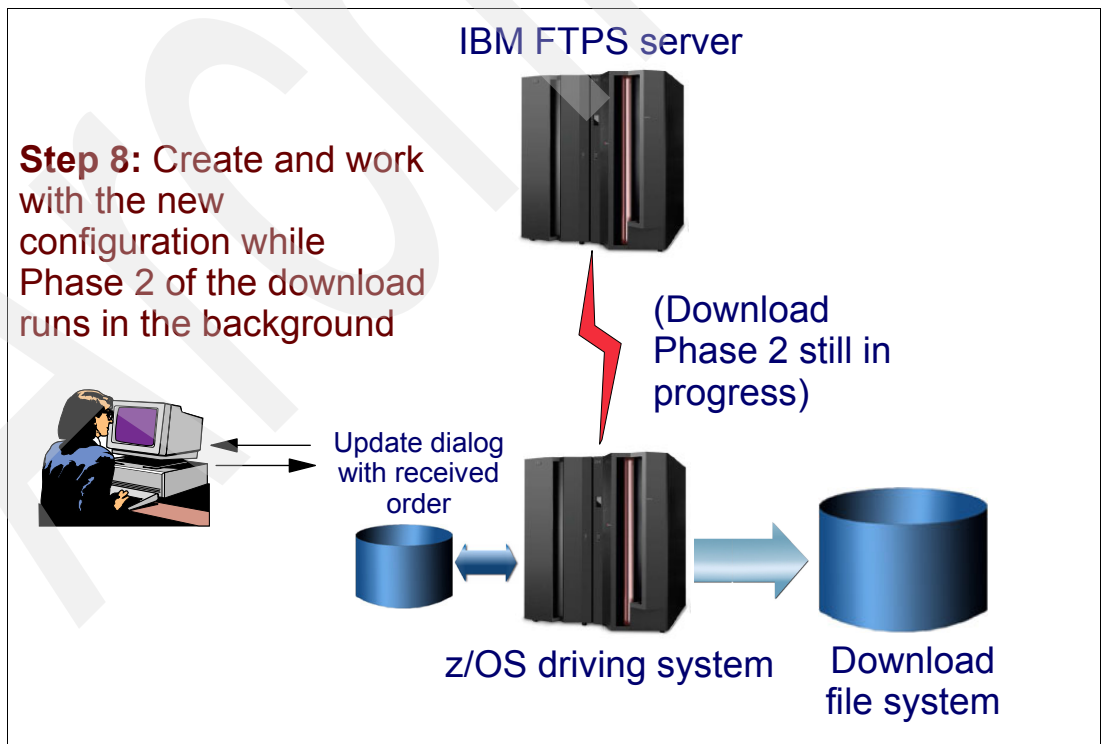 IBM FTPS server
Step 8: Create and work
with the new
configuration while
Phase 2 of the download
runs in the background
(Download
Phase 2 still in
progress)
Update dialog
with received
order
z/OS driving system
Download
file system